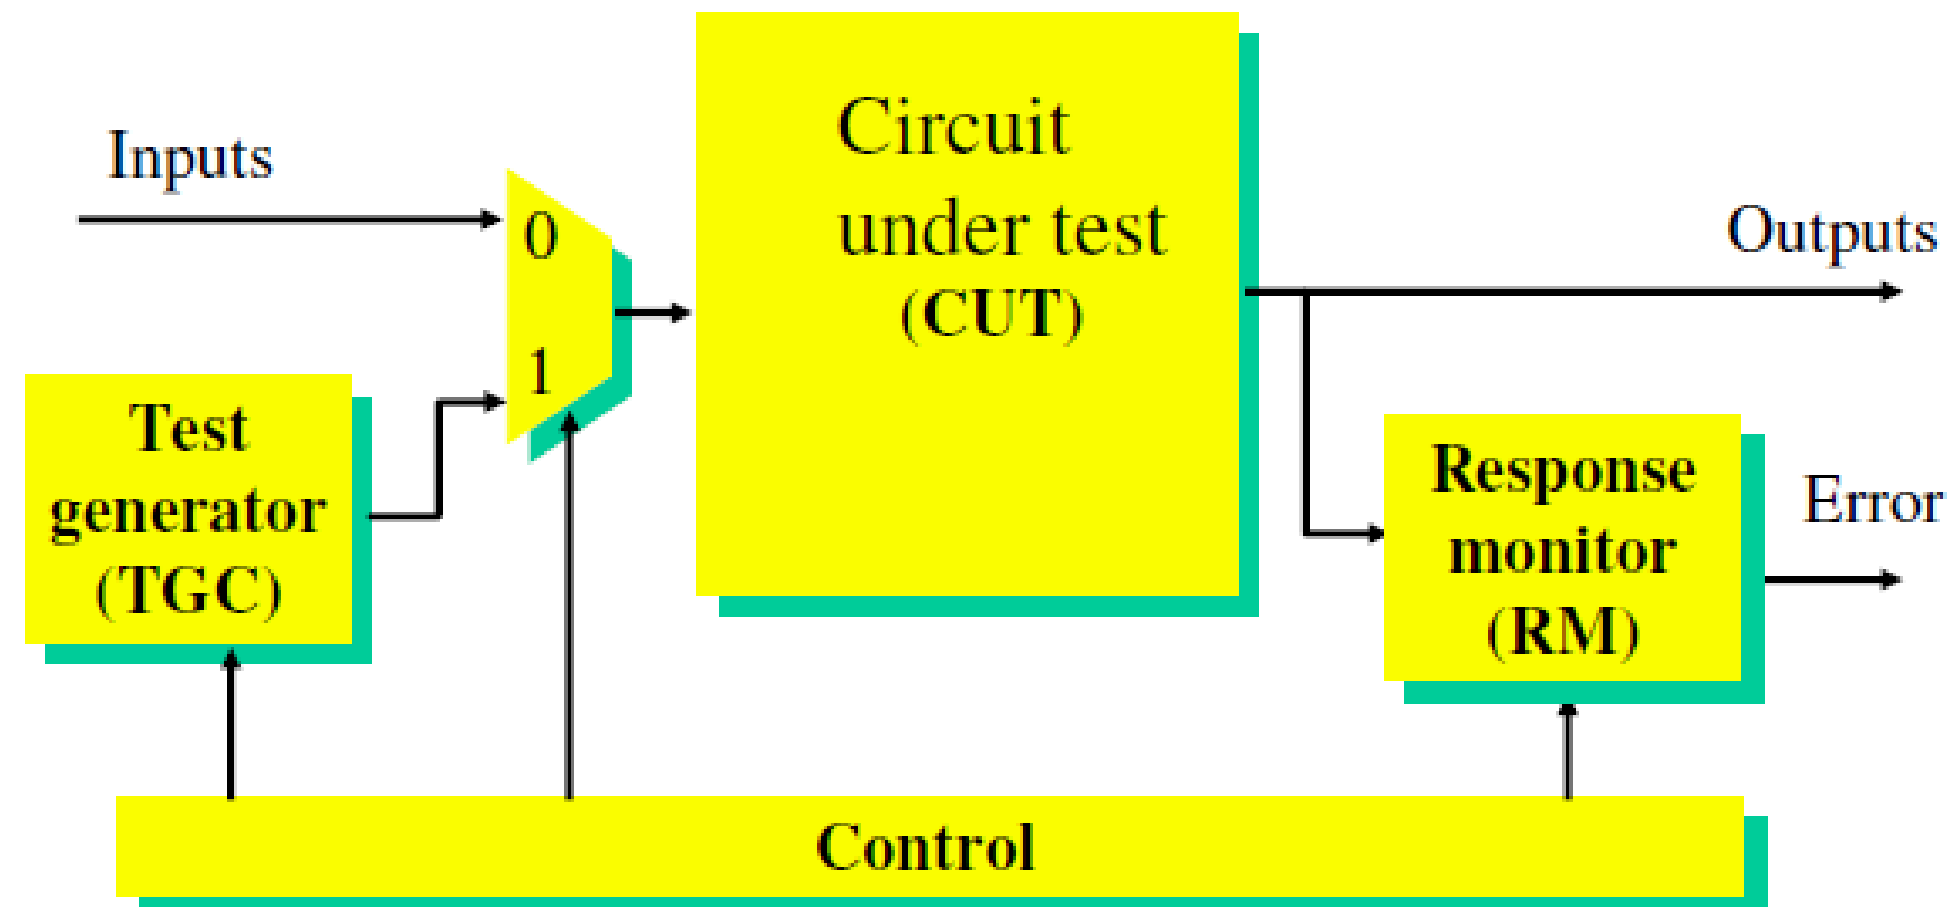 Inputs
0
1
Circuit
under test
(CUT)
Outputs
Test
generator
(TGC)
Response
monitor
(RM)
Error
Control